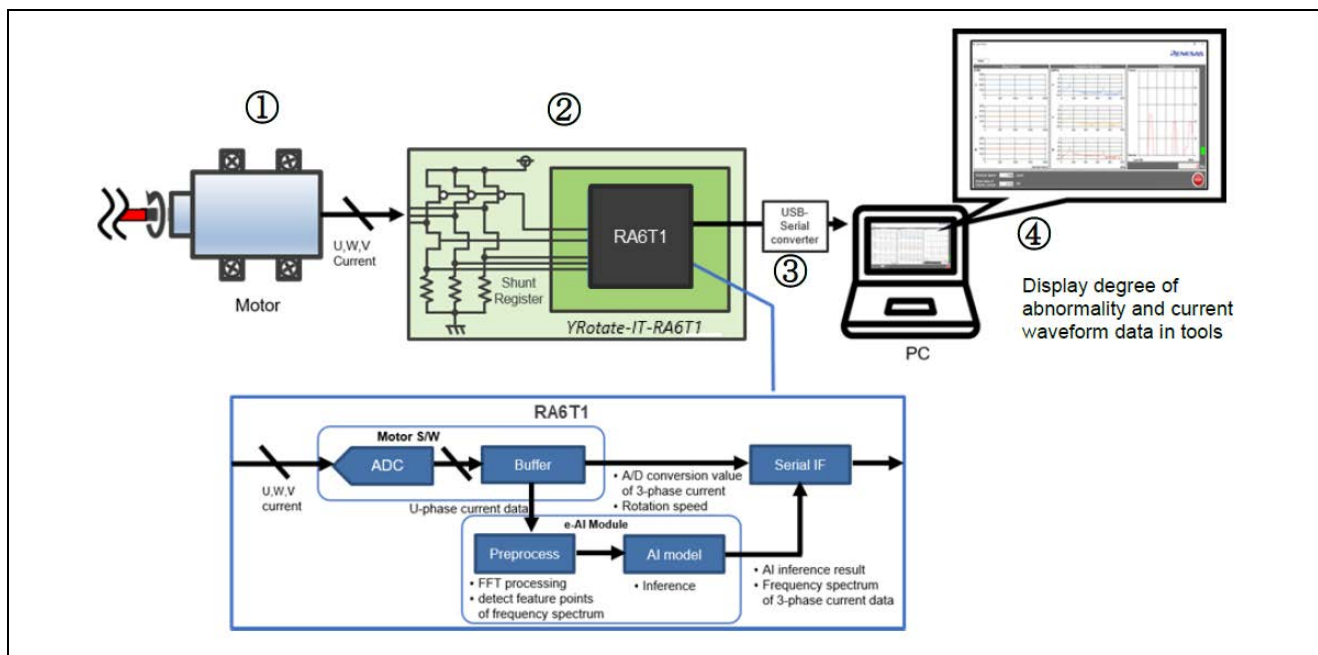 ①
②
③
④
Motor
U,W,V
Current
Shunt
Register
RA6T1
YRotate-IT-RA6T1
USB-
Serial
converter
RENESAS
PC
Display degree of
abnormality and current
waveform data in tools
RA6T1
Motor S/W
U,W,V
current
ADC
Buffer
Serial IF
U-phase current data
• A/D conversion value
of 3-phase current
• Rotation speed
e-AI Module
Preprocess
AI model
• FFT processing
• detect feature points
of frequency spectrum
• Inference
• AI inference result
• Frequency spectrum
of 3-phase current data